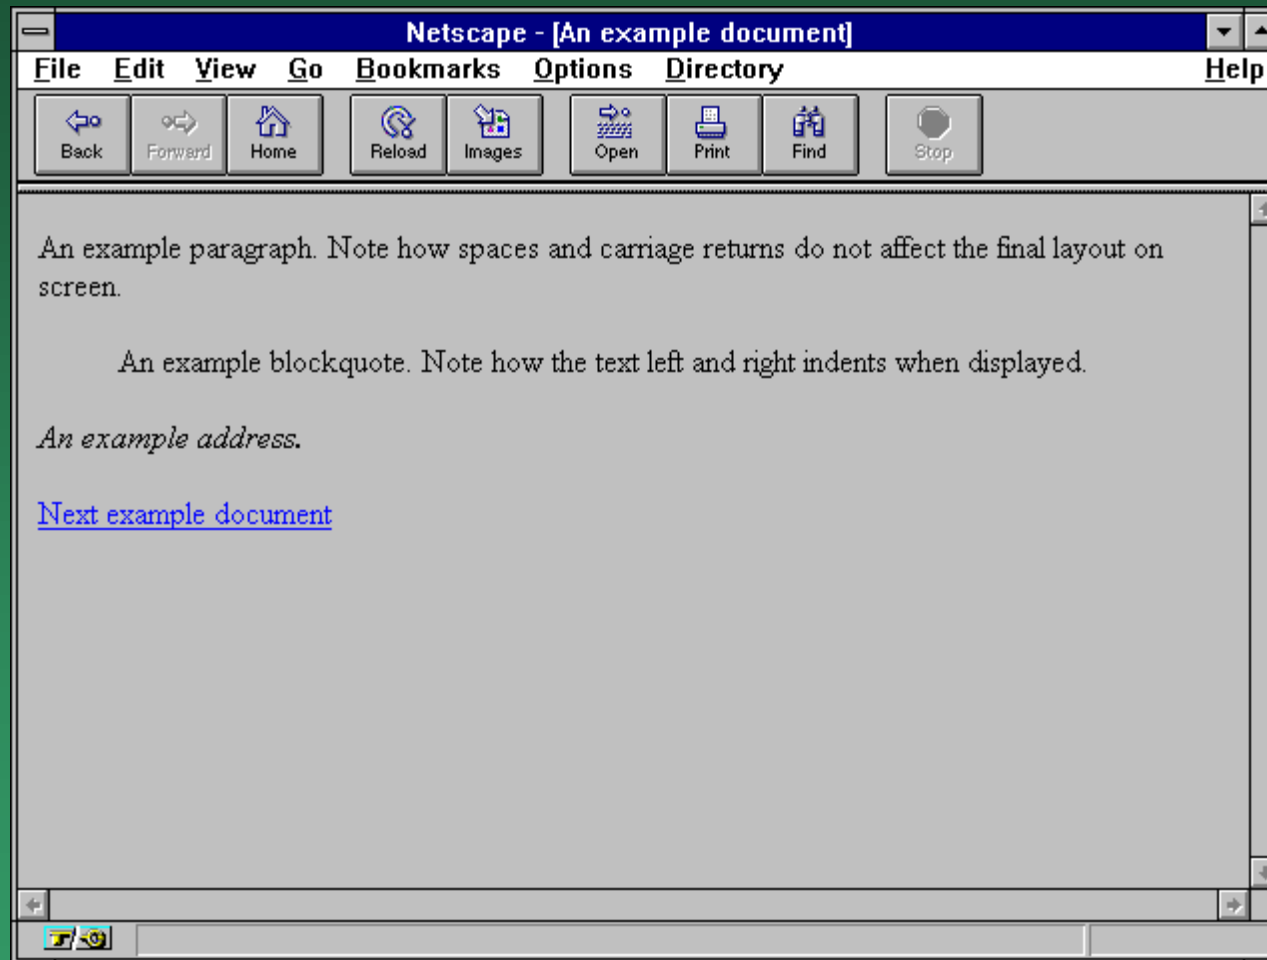 Netscape - [An example document]
File Edit View Go Bookmarks Options Directory Help
Back Forward Home Reload Images Open Print Find Stop
An example paragraph. Note how spaces and carriage returns do not affect the final layout on
screen.
An example blockquote. Note how the text left and right indents when displayed.
An example address.
Next example document